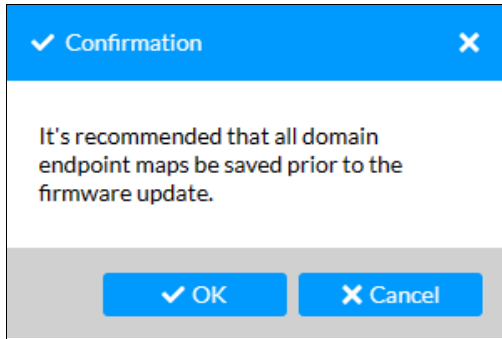 Confirmation
It's recommended that all domain
endpoint maps be saved prior to the
firmware update.
OK
Cancel